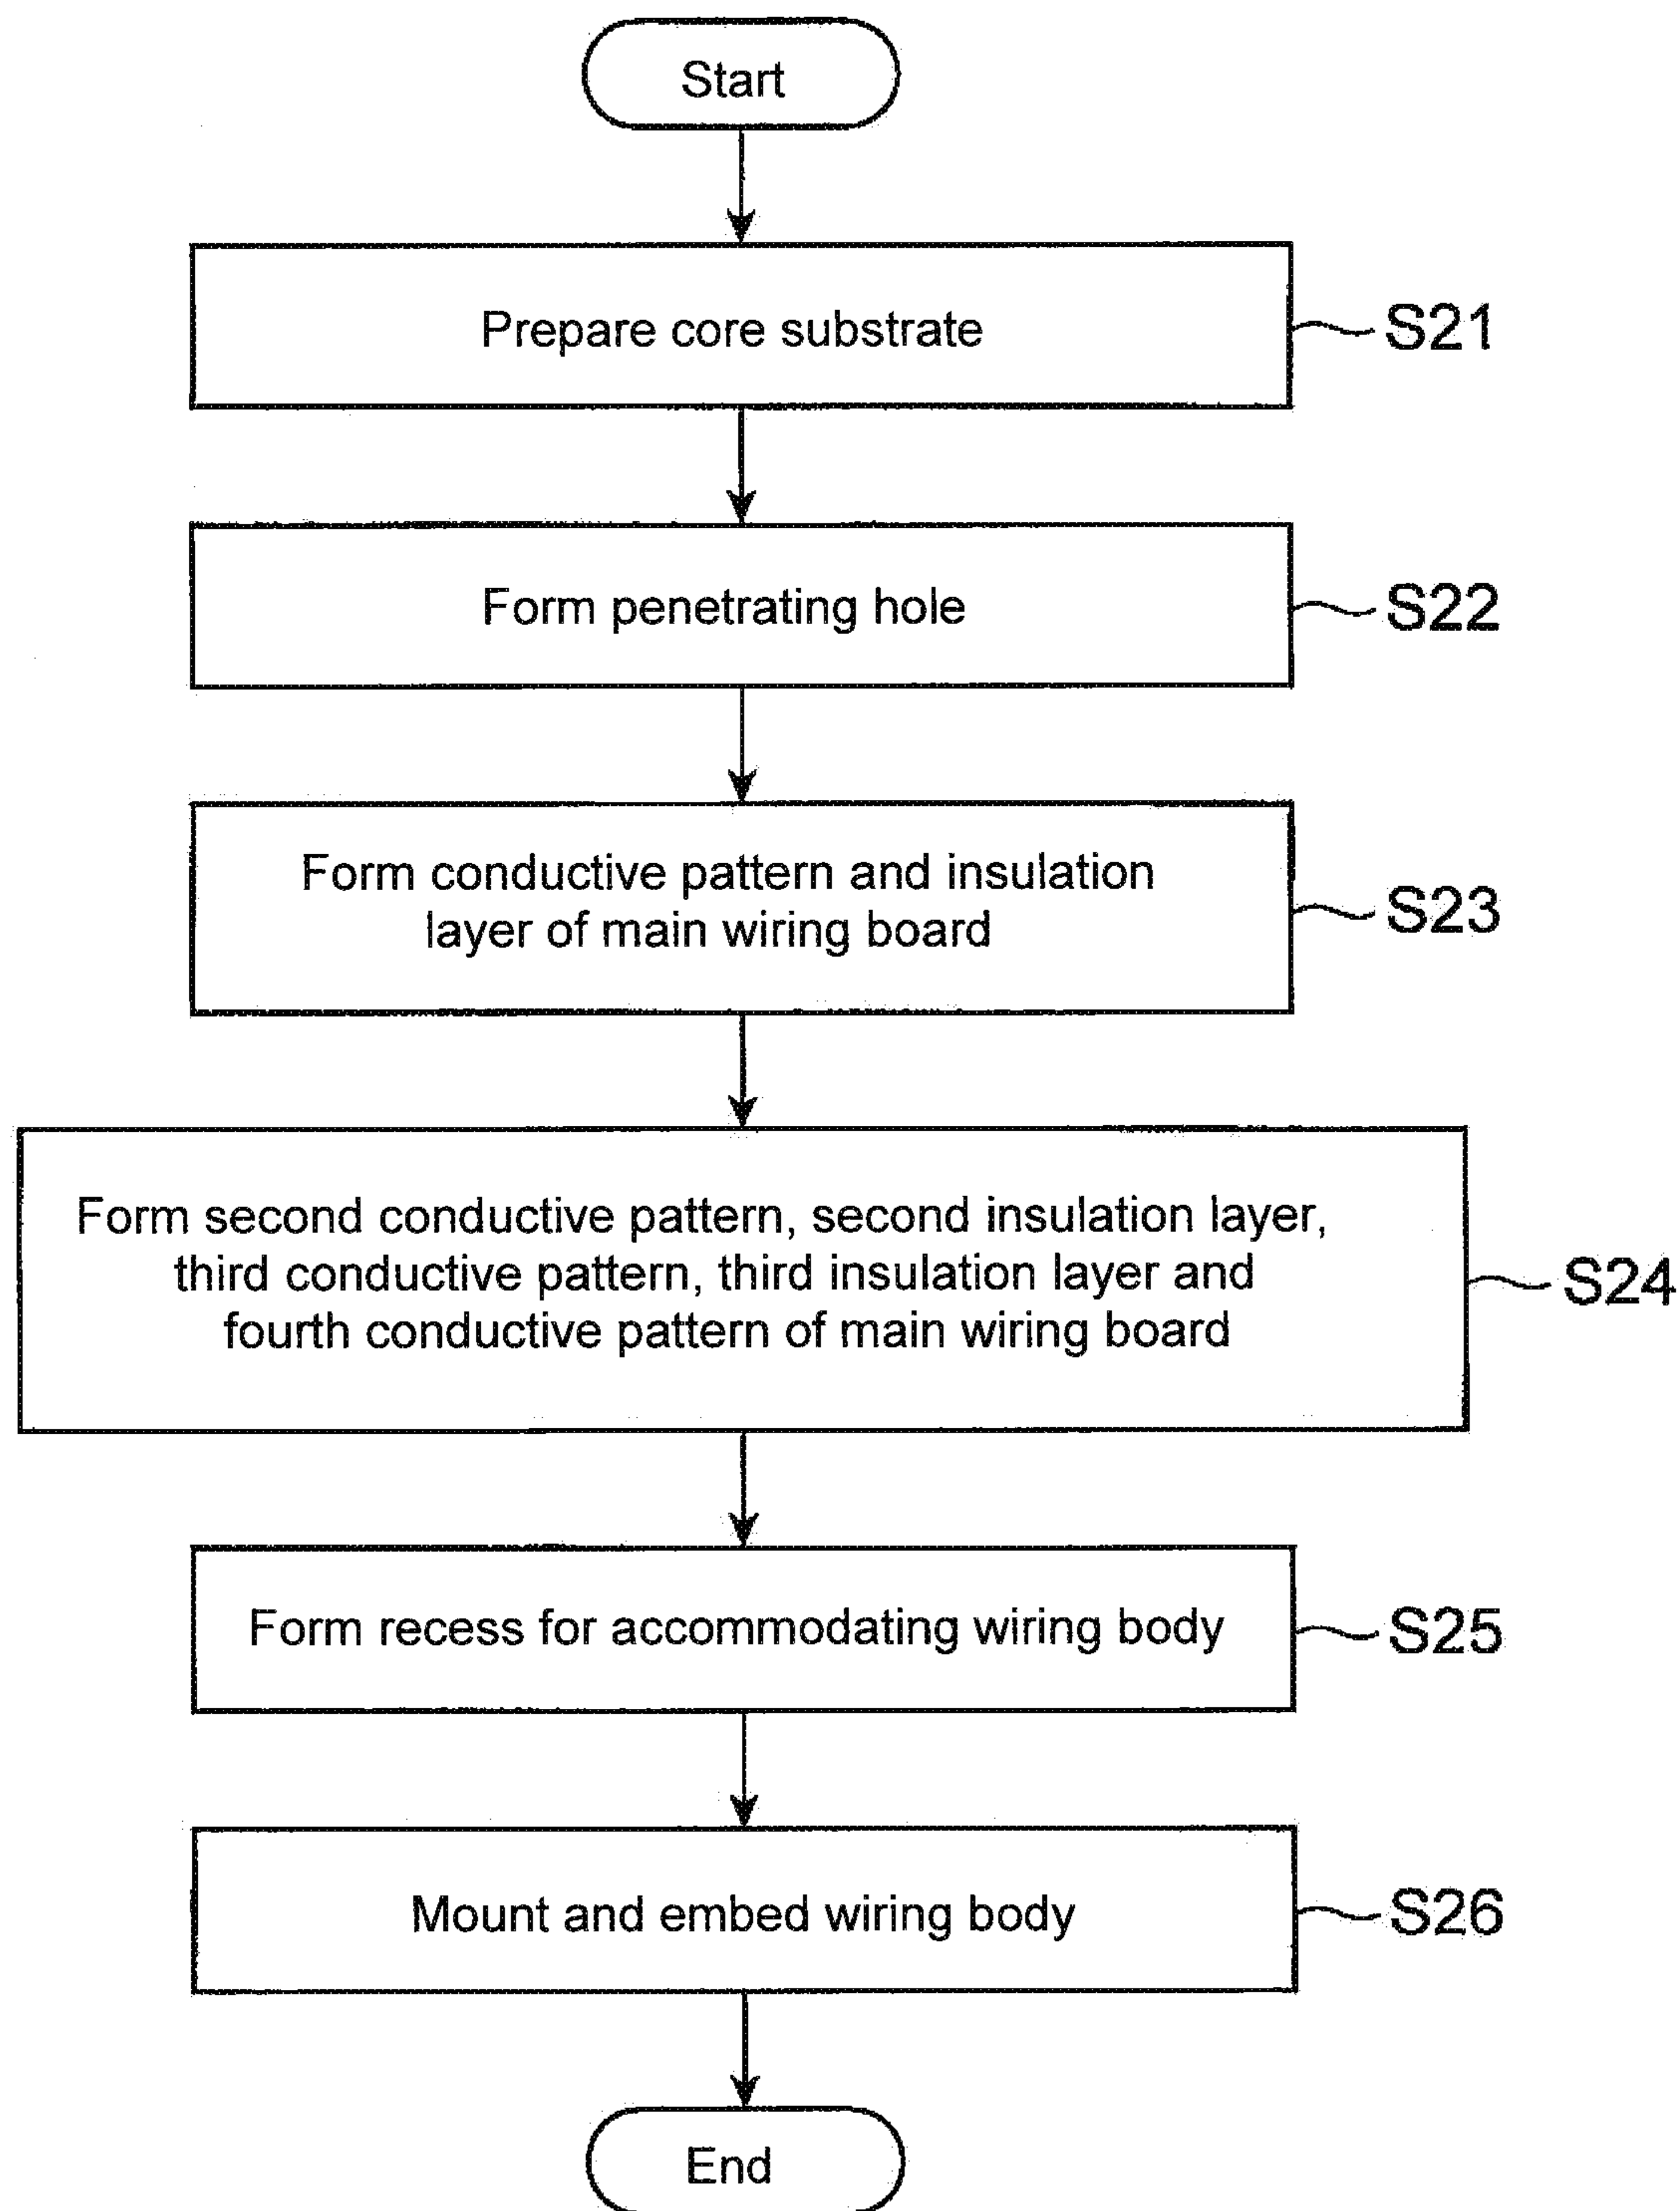 Start
Prepare core substrate
S21
Form penetrating hole
S22
Form conductive pattern and insulation
layer of main wiring board
S23
Form second conductive pattern, second insulation layer,
third conductive pattern, third insulation layer and
fourth conductive pattern of main wiring board
S24
Form recess for accommodating wiring body
S25
Mount and embed wiring body
S26
End